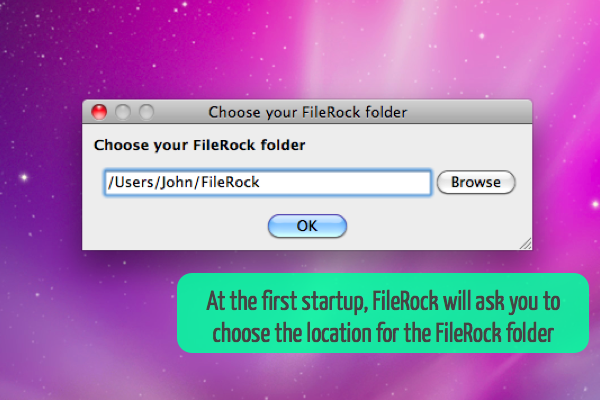 Choose your FileRock folder
Choose your FileRock folder
/Users/John/FileRock
Browse
OK
At the first startup, FileRock will ask you to
choose the location for the FileRock folder